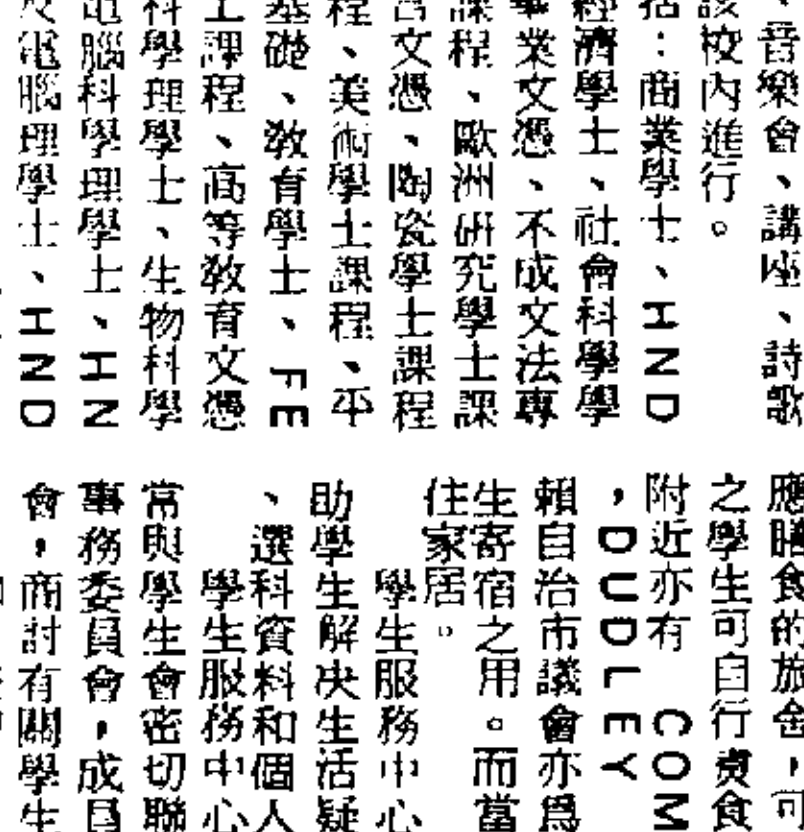 、音樂會、講座、詩歌
該校內進行。
括：商業學士、HND
經濟學士、社會科學學
畢業文憑、不成文法專
課程、歐洲研究學士課
言文憑、陶瓷學士課程
程、美術學士課程、平
基礎、教育學士、FE
士課程、高等教育文憑
科學理學士、生物科學
電腦科學理學士、HN
及電腦理學士、HND
應膳食的旅舍，可
之學生可自行煑食
附近亦有 COM
，DUDLEY
賴自治市議會亦爲
生寄宿之用。而當
住家居。
學生服務中心
助學生解决生活疑
、選科資料和個人
學生服務中心
常與學生會密切聯
事務委員會，成員
會，商討有關學生